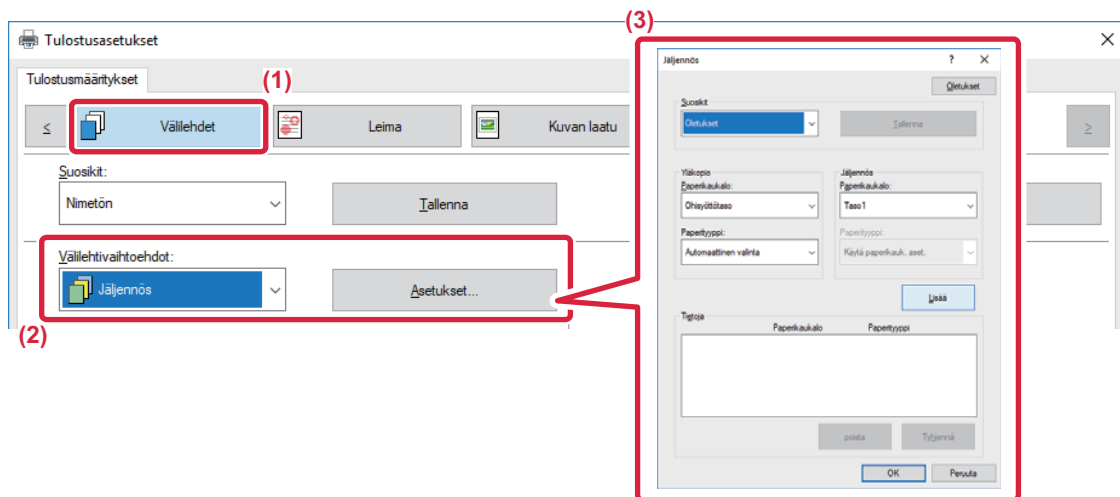 (3)
Tulostusasetukset
Tulostusmääritykset
(1)
<
Välilehdet
Leima
Kuvan laatu
>
Suosikit:
Nimetön
Tallenna
Välilehtivaihtoehdot:
Jäljennös
Asetukset...
(2)
Jäljennös
?
Oletukset
Suosikit
Oletukset
Tallenna
Yläkopio
Paperikaukalo:
Ohisyöttötaso
Paperityyppi:
Automaattinen valinta
Jäljennös
Paperikaukalo:
Taso1
Paperityyppi:
Käytä paperikauk. aset.
Lisää
Tietoja
Paperikaukalo Paperityyppi
poista
Tyhjennä
OK
Peruuta